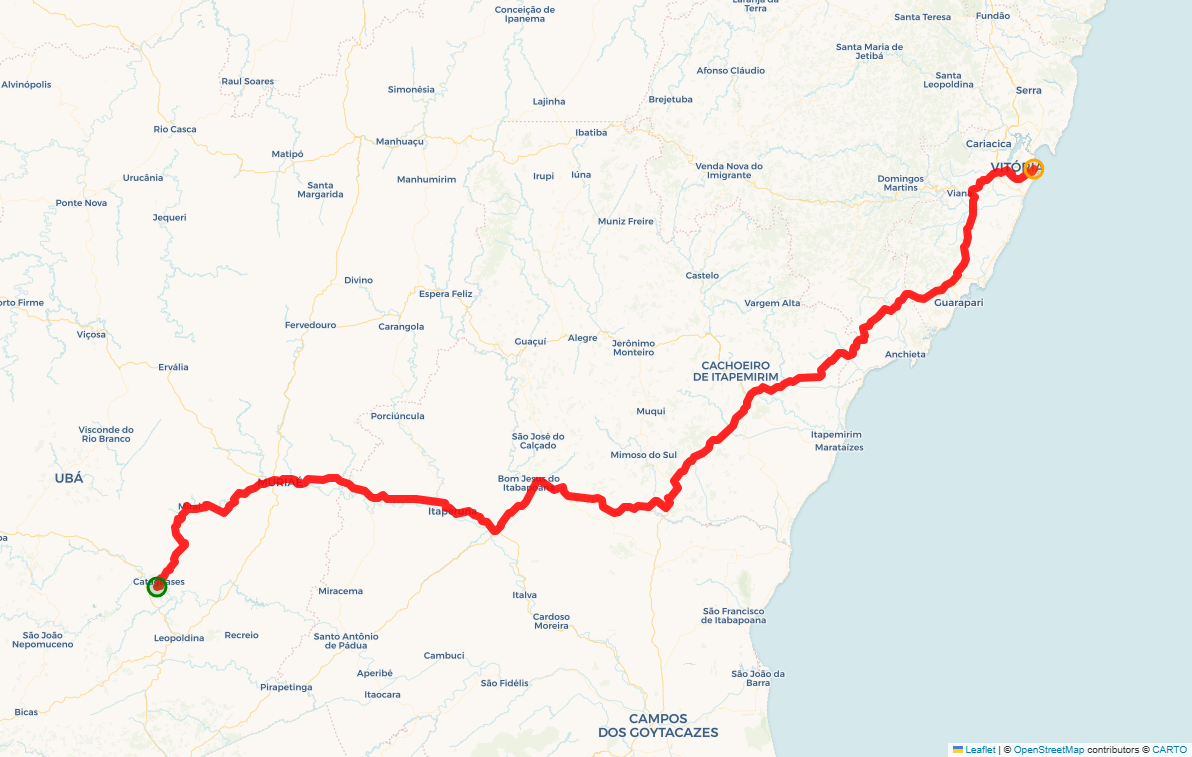 Laranja da
Terra
Conceição de
Ipanema
Santa Teresa
Fundão
Santa Maria de
Jetibá
Afonso Cláudio
Santa
Leopoldina
Alvinópolis
Raul Soares
Simonésia
Serra
Lajinha
Brejetuba
Rio Casca
Ibatiba
Manhuaçu
Cariacica
Matipó
VITÓRIA
Venda Nova do
Imigrante
Urucânia
Irupi
Iúna
Manhumirim
Domingos
Martins
Santa
Margarida
Viana
Ponte Nova
Jequeri
Muniz Freire
Castelo
Divino
Espera Feliz
Porto Firme
Vargem Alta
Guarapari
Fervedouro
Carangola
Viçosa
Guaçuí
Alegre
Jerônimo
Monteiro
Anchieta
Ervália
CACHOEIRO
DE ITAPEMIRIM
Porciúncula
Muqui
Visconde do
Rio Branco
São José do
Calçado
Itapemirim
Marataízes
Mimoso do Sul
UBÁ
MURIAÉ
Bom Jesus do
Itabapoana
Itaperuna
Cataguases
Miracema
Italva
São Francisco
de Itabapoana
Cardoso
Moreira
São João
Nepomuceno
Leopoldina
Recreio
Santo Antônio
de Pádua
Cambuci
Aperibé
São João da
Barra
Pirapetinga
Itaocara
São Fidélis
Bicas
CAMPOS
DOS GOYTACAZES
Leaflet | © OpenStreetMap contributors © CARTO